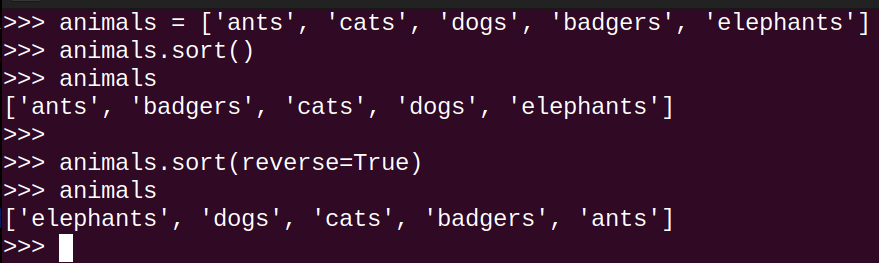 >>> animals = ['ants', 'cats', 'dogs', 'badgers', 'elephants']
>>> animals.sort()
>>> animals
['ants', 'badgers', 'cats', 'dogs', 'elephants']
>>>
>>> animals.sort(reverse=True)
>>> animals
['elephants', 'dogs', 'cats', 'badgers', 'ants']
>>>